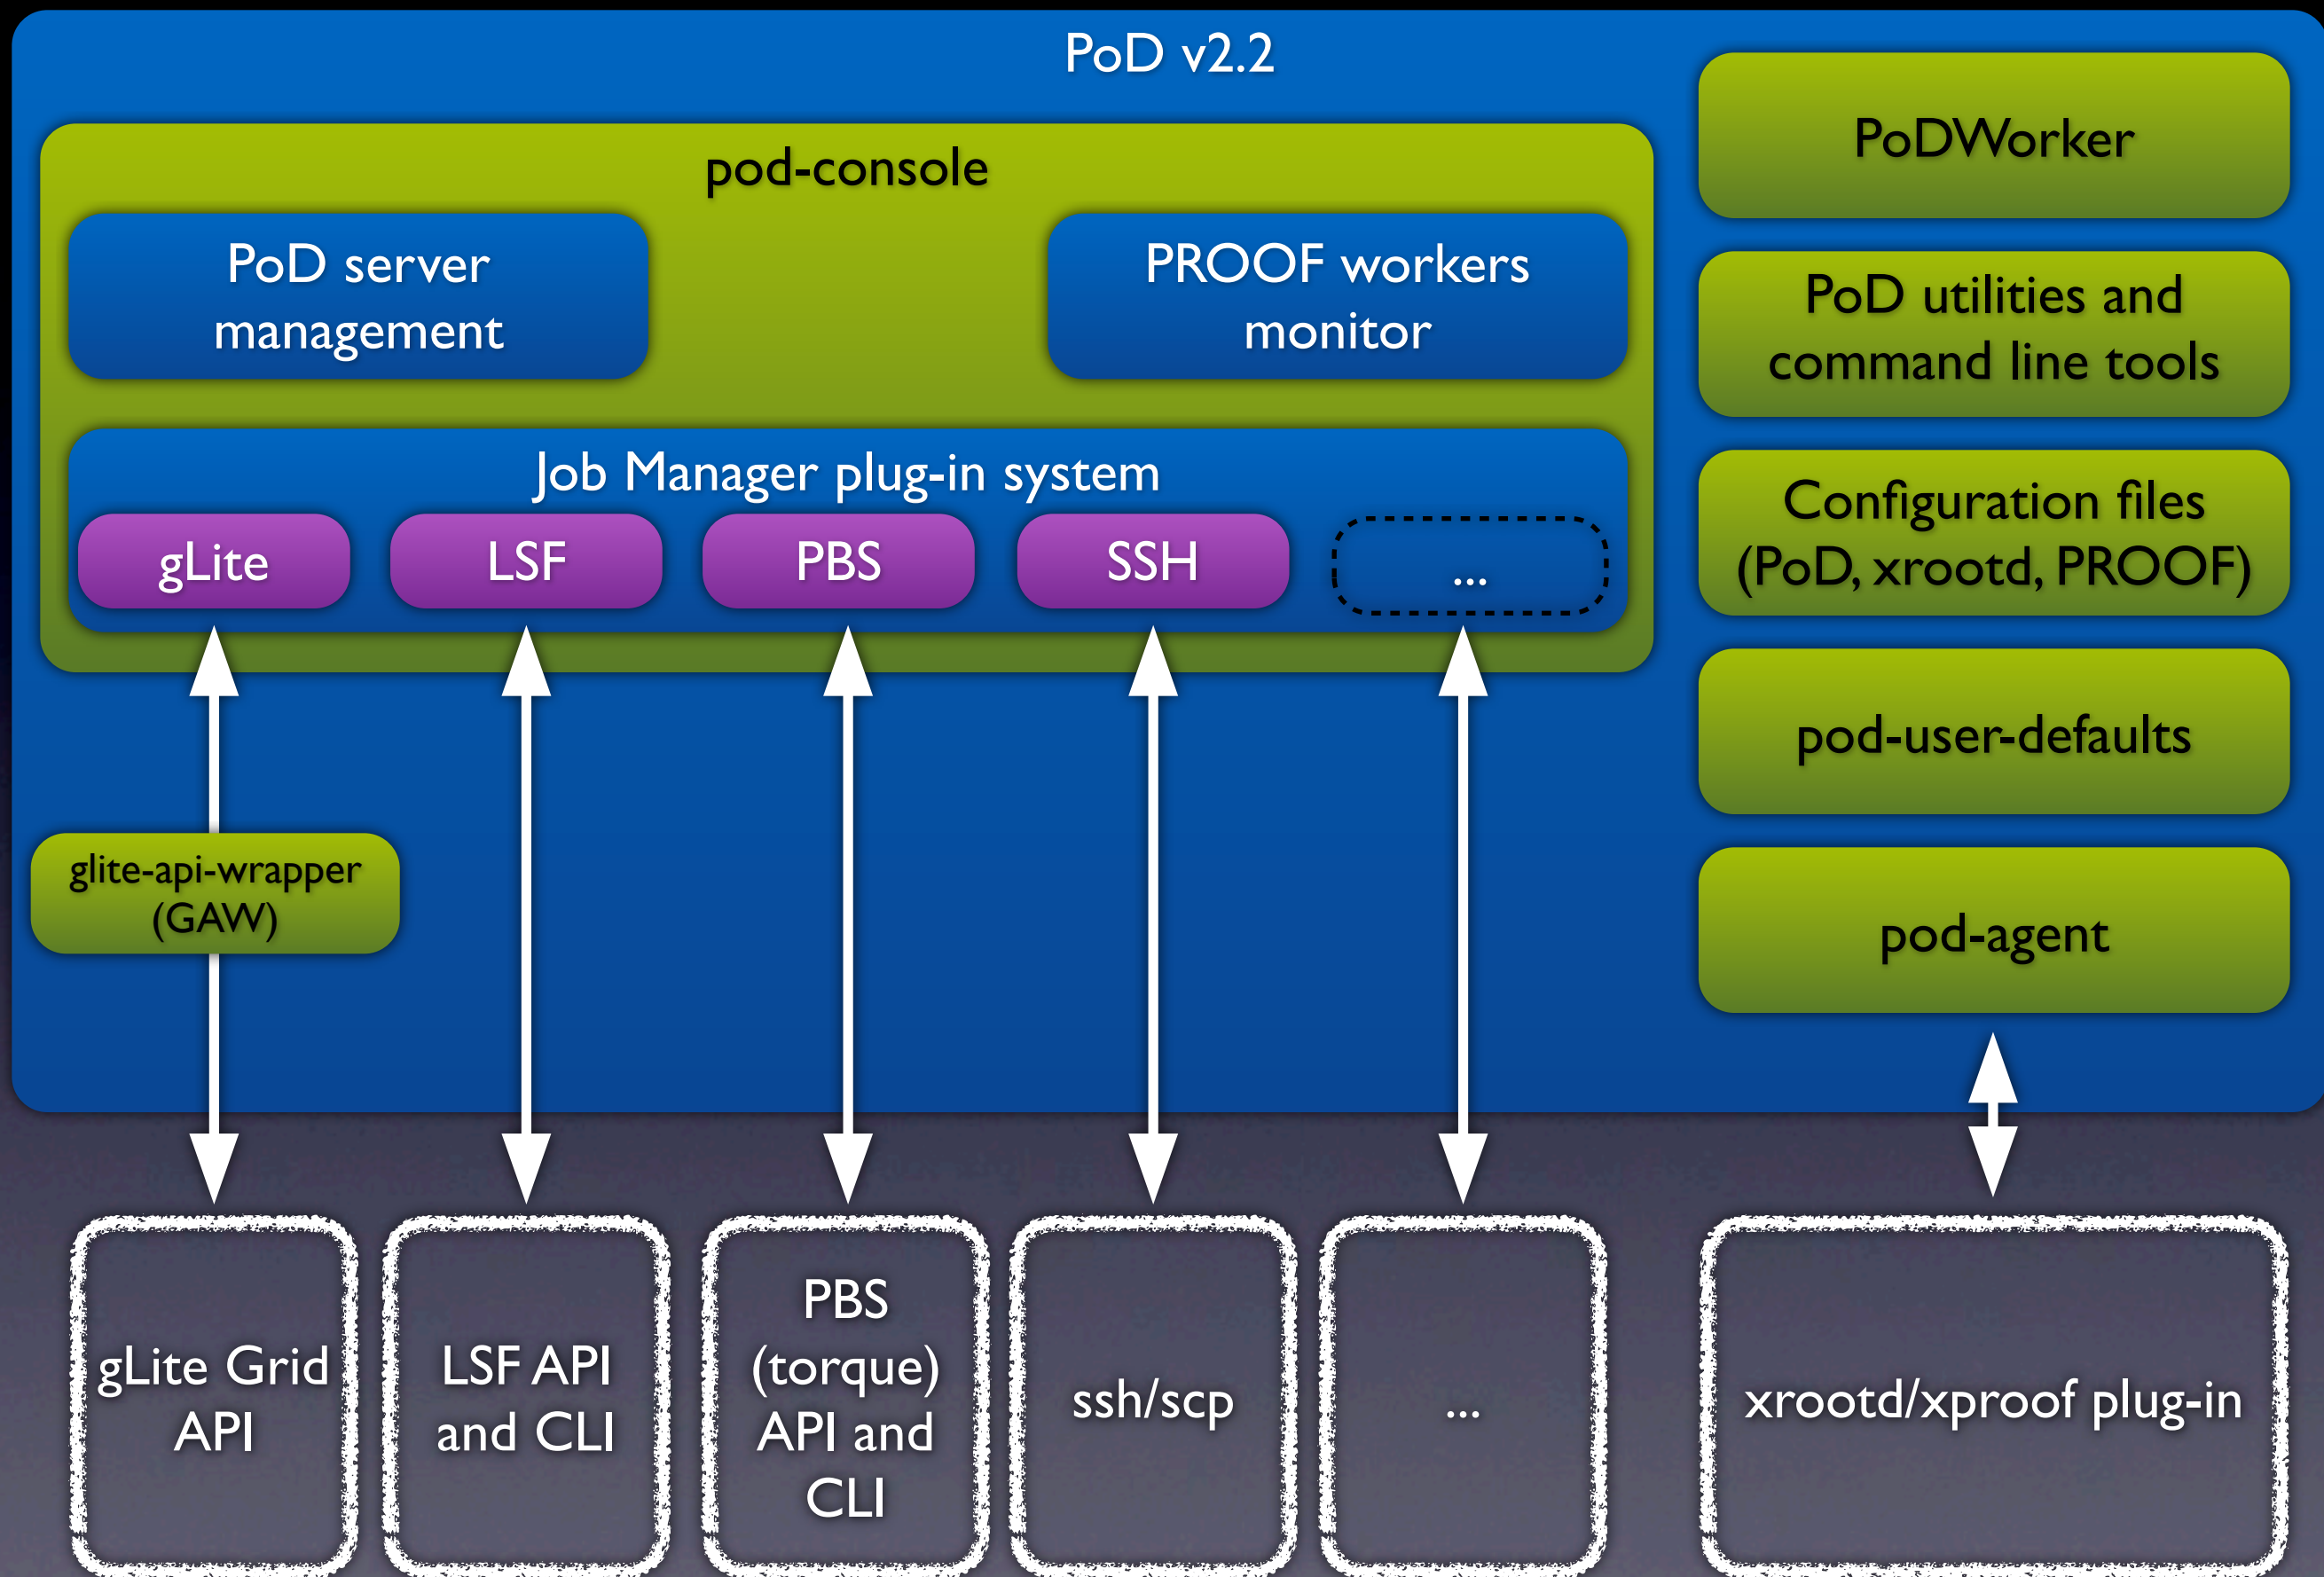 PoD v2.2
pod-console
PoD server
management
PROOF workers
monitor
Job Manager plug-in system
gLite
LSF
PBS
SSH
...
glite-api-wrapper
(GAW)
PoDWorker
PoD utilities and
command line tools
Configuration files
(PoD, xrootd, PROOF)
pod-user-defaults
pod-agent
gLite Grid
API
LSF API
and CLI
PBS
(torque)
API and
CLI
ssh/scp
...
xrootd/xproof plug-in